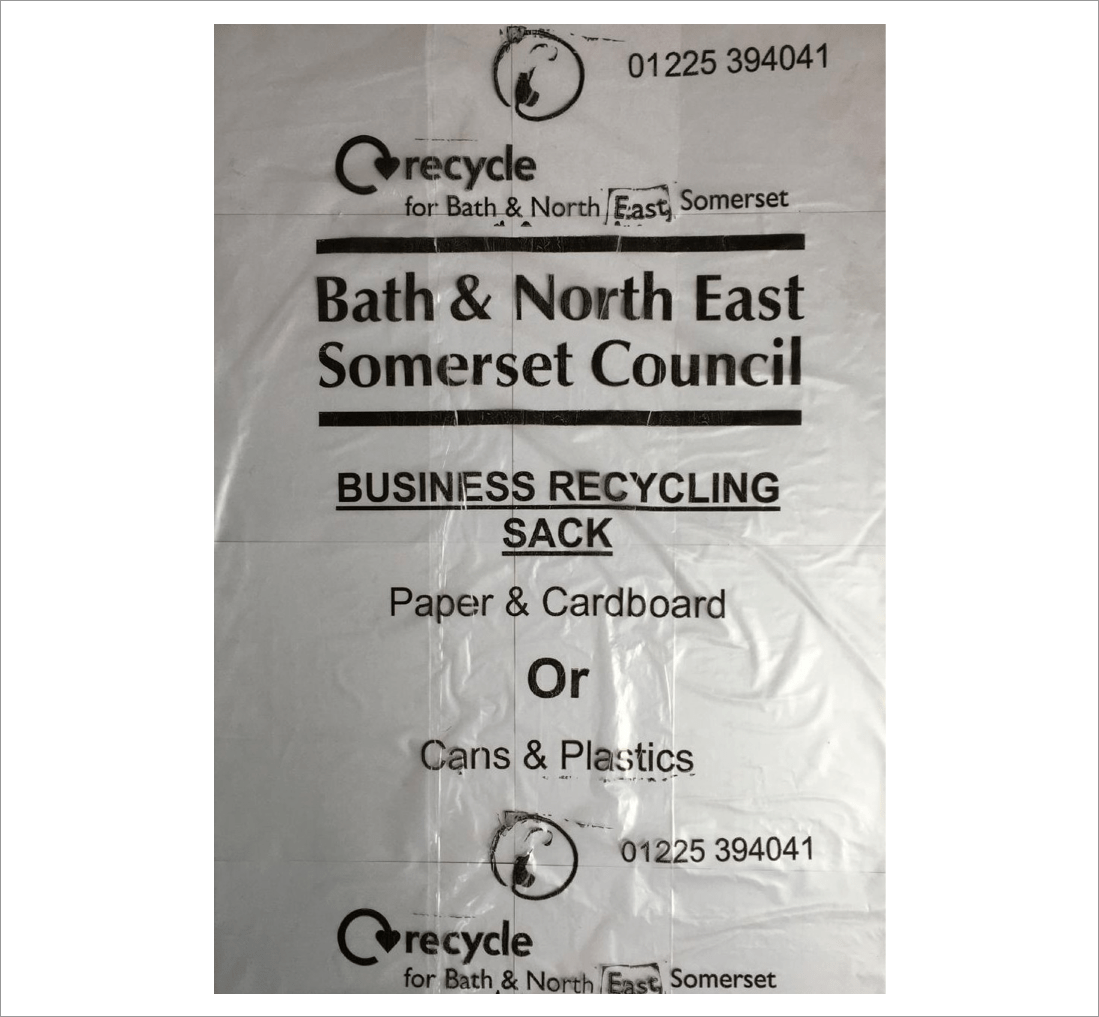 01225 394041
recycle
for Bath & North East Somerset
Bath & North East
Somerset Council
BUSINESS RECYCLING
SACK
Paper & Cardboard
Or
Cans & Plastics
01225 394041
recycle
for Bath & North East Somerset